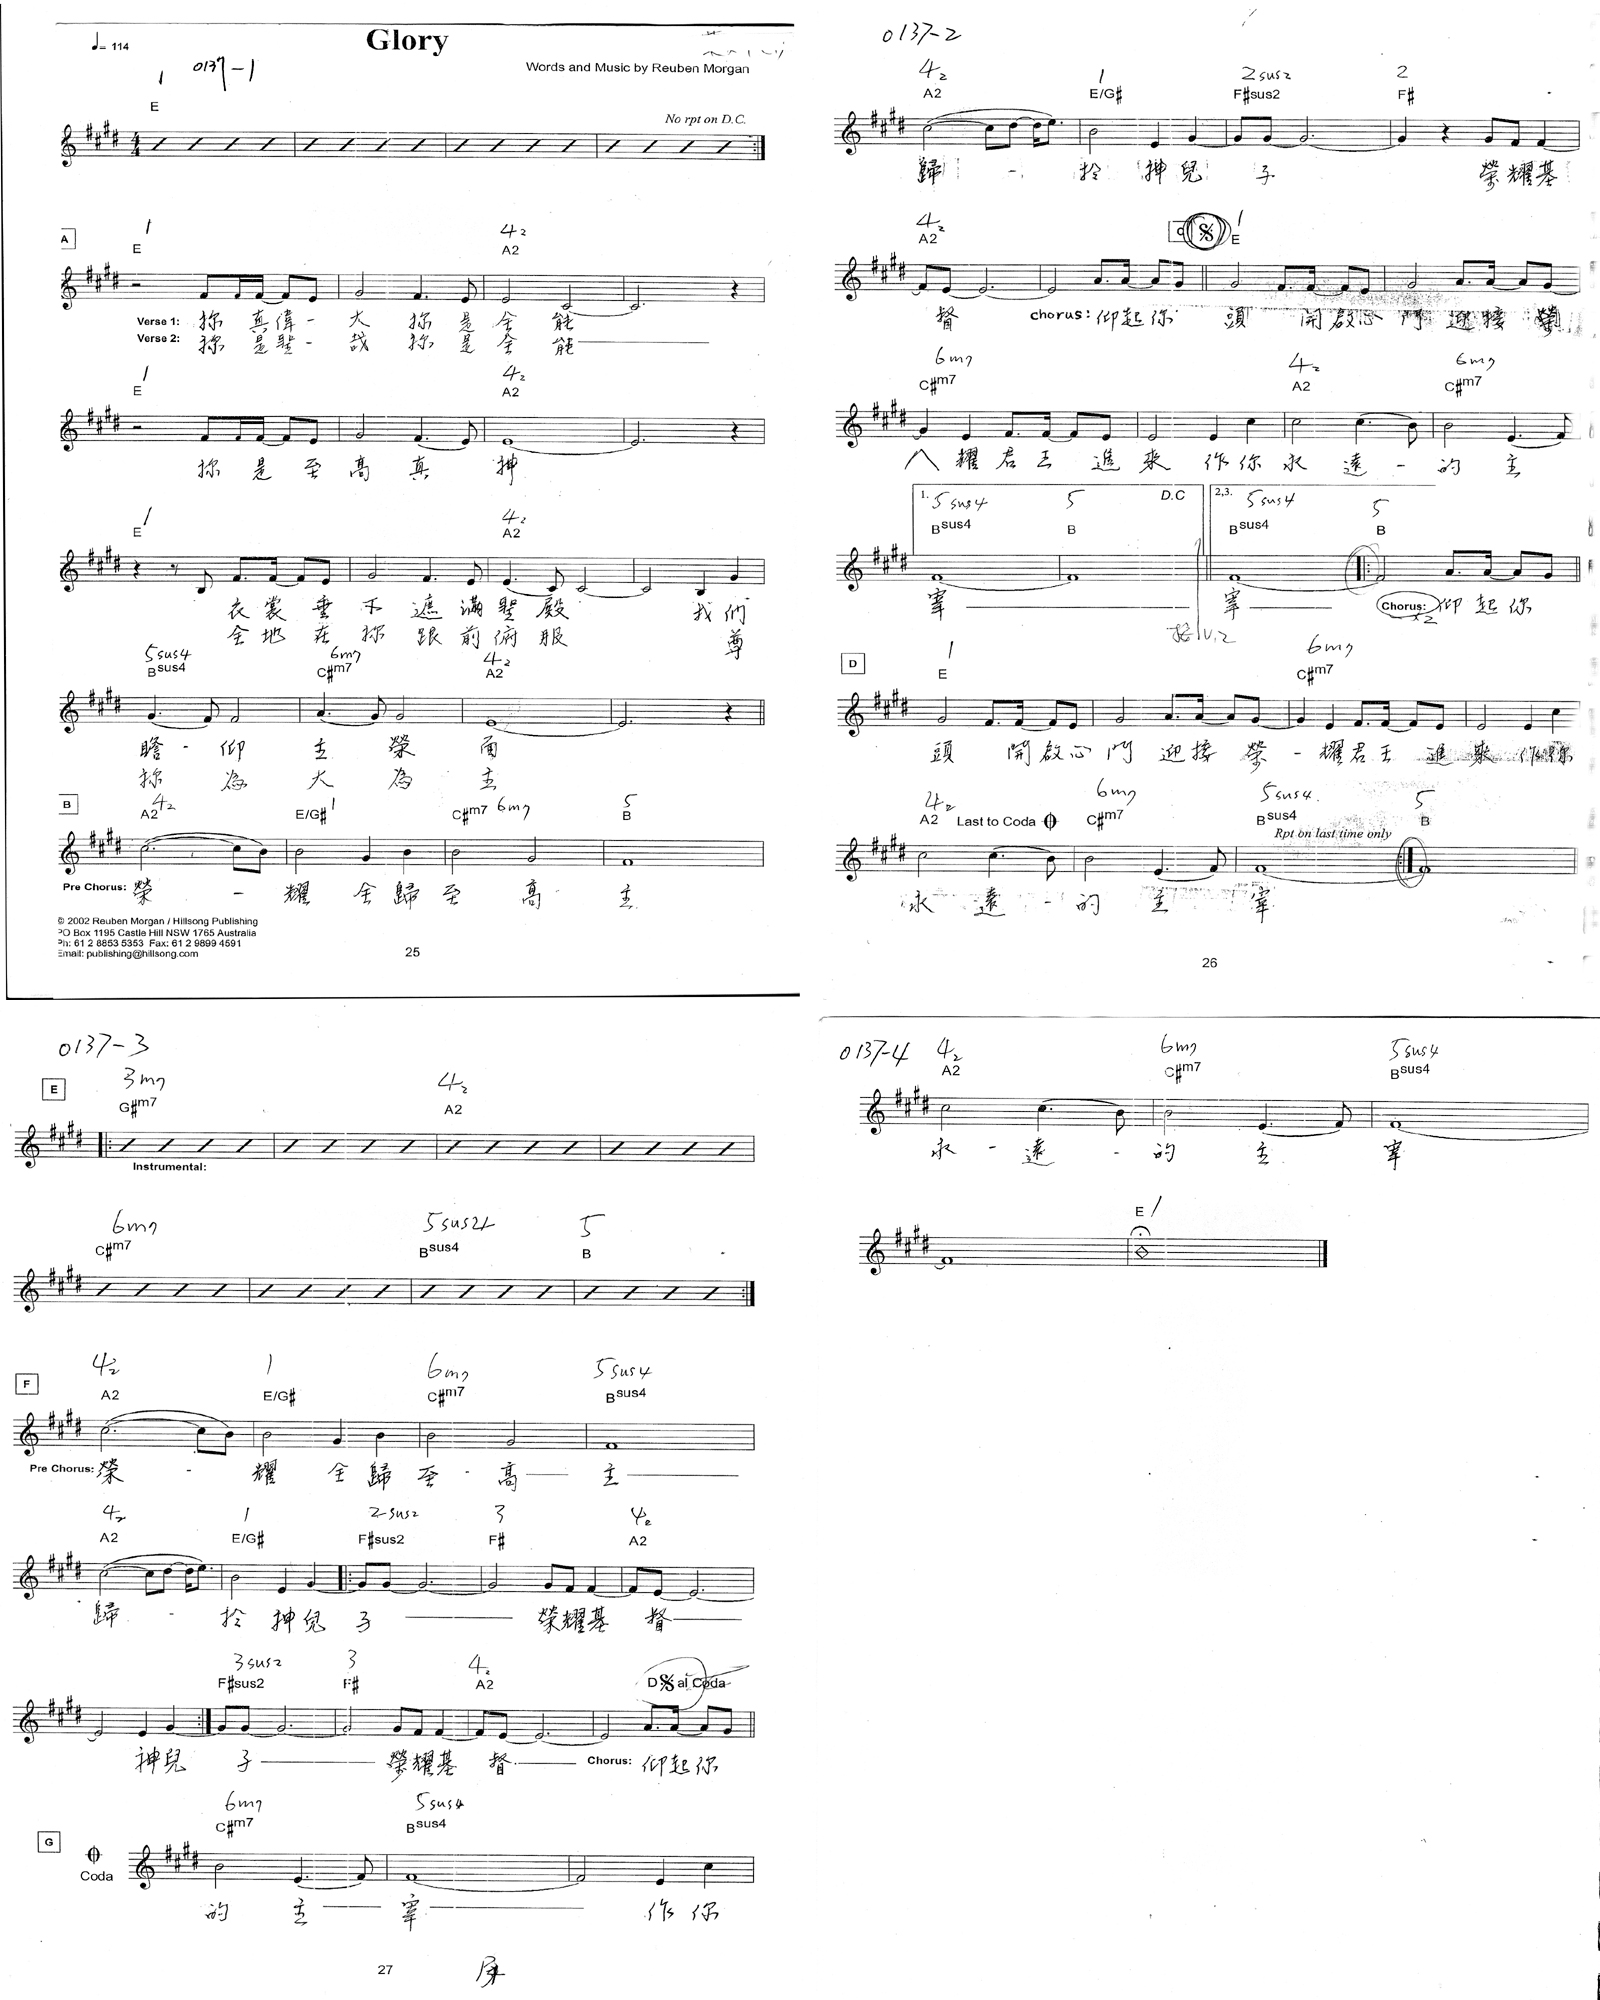 ♩= 114
Glory
0137-1
Words and Music by Reuben Morgan
1
E
No rpt on D.C.
A
1 4₂
E A2
Verse 1: 祢 真 偉 - 大 祢 是 全 能
Verse 2: 祢 是 聖 - 哉 祢 是 全 能
1 4₂
E A2
祢 是 至 高 真 神
1 4₂
E A2
衣 裳 垂 下 遮 滿 聖 殿 我 們
全 地 在 祢 跟 前 俯 服 尊
5sus4 6m7 4₂
Bsus4 C#m7 A2
瞻 - 仰 主 榮 面
祢 為 大 為 主
B
4₂ 1 6m7 5
A2 E/G# C#m7 B
Pre Chorus: 榮 - 耀 全 歸 至 高 主
© 2002 Reuben Morgan / Hillsong Publishing
PO Box 1195 Castle Hill NSW 1765 Australia
Ph: 61 2 8853 5353 Fax: 61 2 9899 4591
Email: publishing@hillsong.com
25
0137-2
4₂ 1 2sus2 2
A2 E/G# F#sus2 F#
歸 - 於 神 兒 子 榮 耀 基
4₂ 1
A2 C E
督 chorus: 仰 起 你 頭 開 啟 心 門 迎 接 榮
6m7 4₂ 6m7
C#m7 A2 C#m7
耀 君 王 進 來 作 你 永 遠 - 的 主
1. 5sus4 5 D.C 2,3. 5sus4 5
Bsus4 B Bsus4 B
宰 宰 Chorus: 仰 起 你
x2
接 V.2
D
1 6m7
E C#m7
頭 開 啟 心 門 迎 接 榮 - 耀 君 王 進 來 作 你
4₂ 6m7 5sus4 5
A2 Last to Coda C#m7 Bsus4 B
Rpt on last time only
永 遠 - 的 主 宰
26
0137-3
E
3m7 4₂
G#m7 A2
Instrumental:
6m7 5sus4 5
C#m7 Bsus4 B
F
4₂ 1 6m7 5sus4
A2 E/G# C#m7 Bsus4
Pre Chorus: 榮 - 耀 全 歸 至 - 高 主
4₂ 1 2sus2 3 4₂
A2 E/G# F#sus2 F# A2
歸 - 於 神 兒 子 榮 耀 基 督
3sus2 3 4₂
F#sus2 F# A2 D.S. al Coda
神 兒 子 榮 耀 基 督 Chorus: 仰 起 你
6m7 5sus4
C#m7 Bsus4
G
Coda
的 主 宰 作 你
27
0137-4
4₂ 6m7 5sus4
A2 C#m7 Bsus4
永 - 遠 - 的 主 宰
E 1